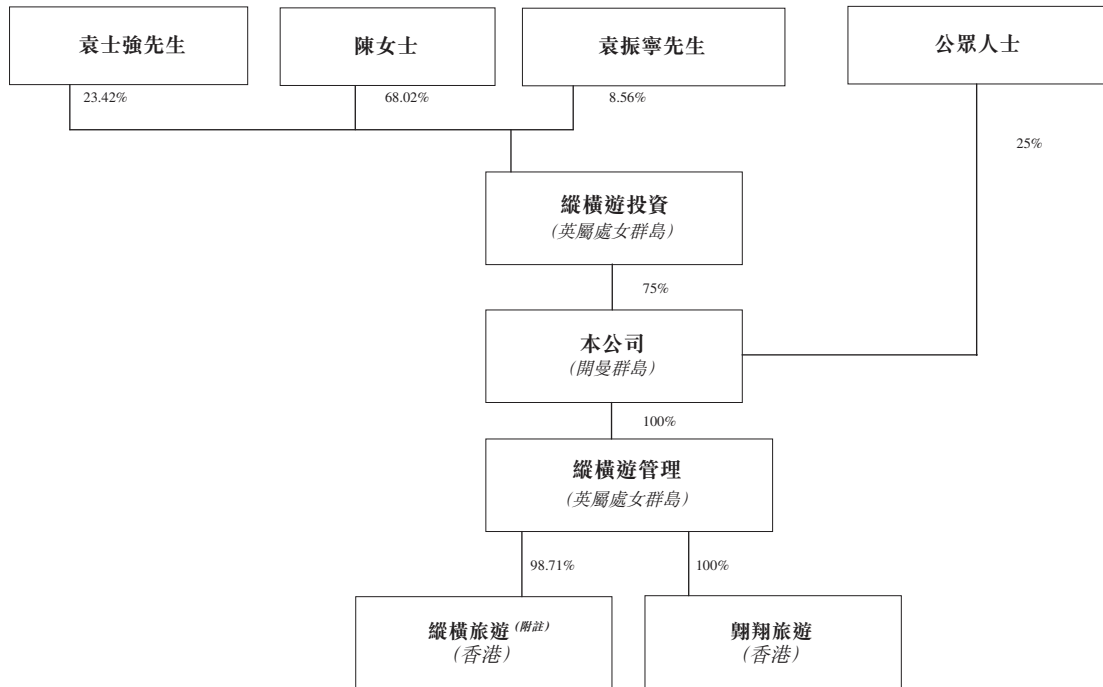 袁士強先生
陳女士
袁振寧先生
公眾人士
23.42%
68.02%
8.56%
25%
縱橫遊投資
(英屬處女群島)
75%
本公司
(開曼群島)
100%
縱橫遊管理
(英屬處女群島)
98.71%
100%
縱橫旅遊(附註)
(香港)
翱翔旅遊
(香港)